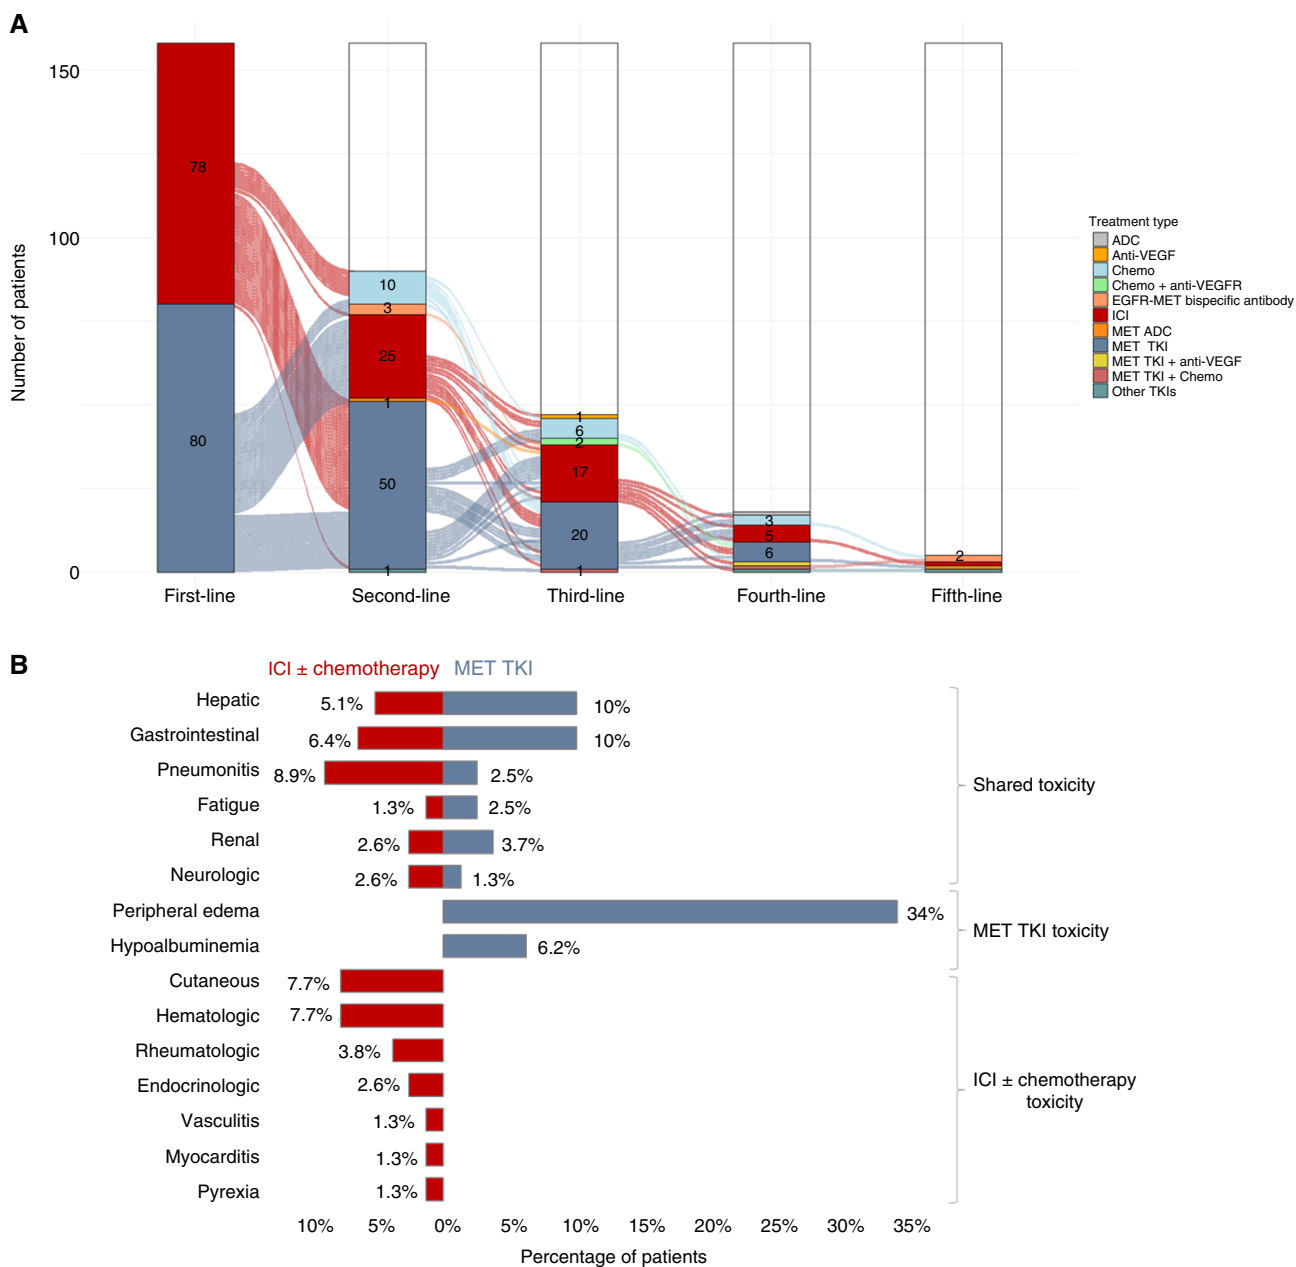 A
Number of patients
150
100
50
0
78
80
10
3
25
1
50
1
1
6
2
17
20
1
3
5
6
2
First-line
Second-line
Third-line
Fourth-line
Fifth-line
Treatment type
ADC
Anti-VEGF
Chemo
Chemo + anti-VEGFR
EGFR-MET bispecific antibody
ICI
MET ADC
MET TKI
MET TKI + anti-VEGF
MET TKI + Chemo
Other TKIs
B
ICI ± chemotherapy MET TKI
Hepatic 5.1% 10%
Gastrointestinal 6.4% 10%
Pneumonitis 8.9% 2.5%
Fatigue 1.3% 2.5%
Renal 2.6% 3.7%
Neurologic 2.6% 1.3%
Shared toxicity
Peripheral edema 34%
Hypoalbuminemia 6.2%
MET TKI toxicity
Cutaneous 7.7%
Hematologic 7.7%
Rheumatologic 3.8%
Endocrinologic 2.6%
Vasculitis 1.3%
Myocarditis 1.3%
Pyrexia 1.3%
ICI ± chemotherapy
toxicity
10% 5% 0% 5% 10% 15% 20% 25% 30% 35%
Percentage of patients